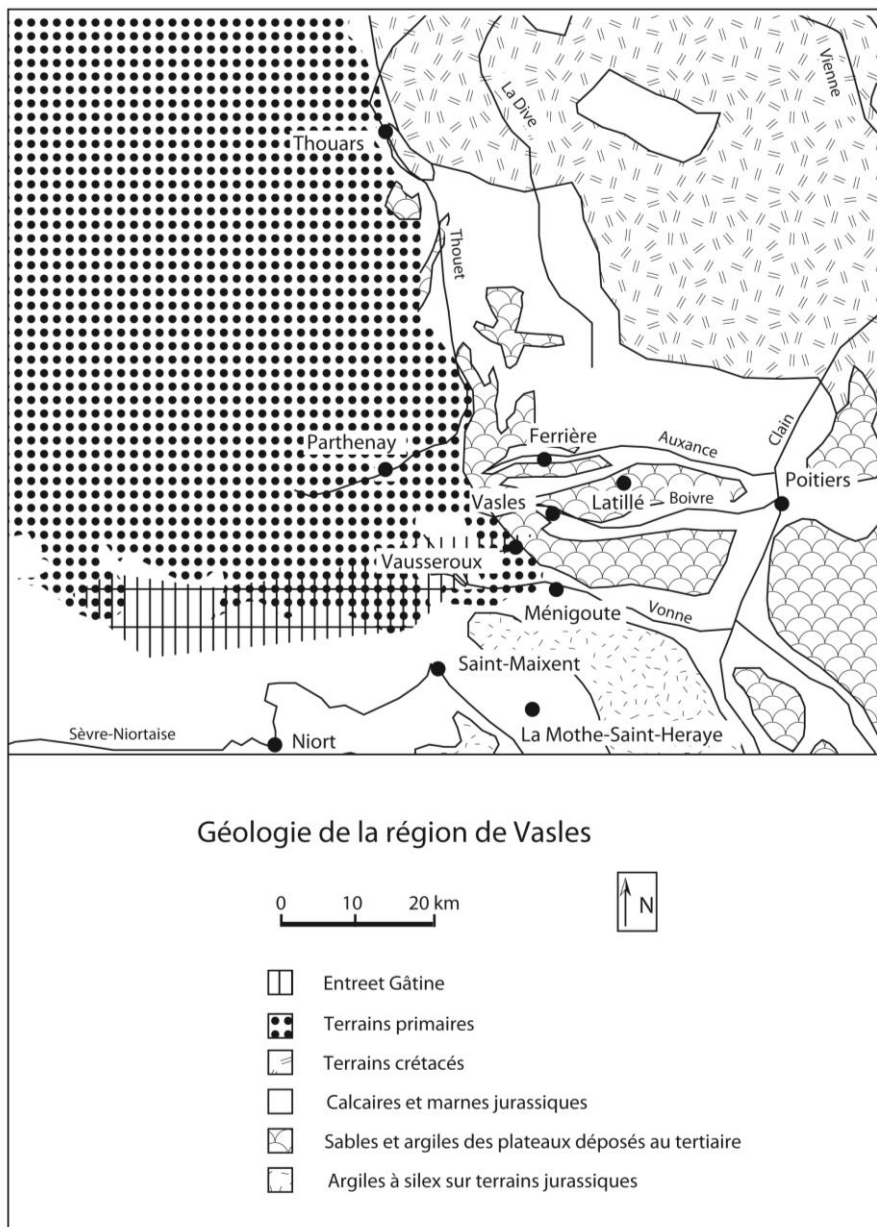 La Dive
Vienne
Thouars
Thouet
Parthenay
Ferrière
Auxance
Clain
Poitiers
Vasles
Latillé
Boivre
Vausseroux
Ménigoute
Vonne
Saint-Maixent
La Mothe-Saint-Heraye
Sèvre-Niortaise
Niort
Géologie de la région de Vasles
0 10 20 km
N
Entreet Gâtine
Terrains primaires
Terrains crétacés
Calcaires et marnes jurassiques
Sables et argiles des plateaux déposés au tertiaire
Argiles à silex sur terrains jurassiques